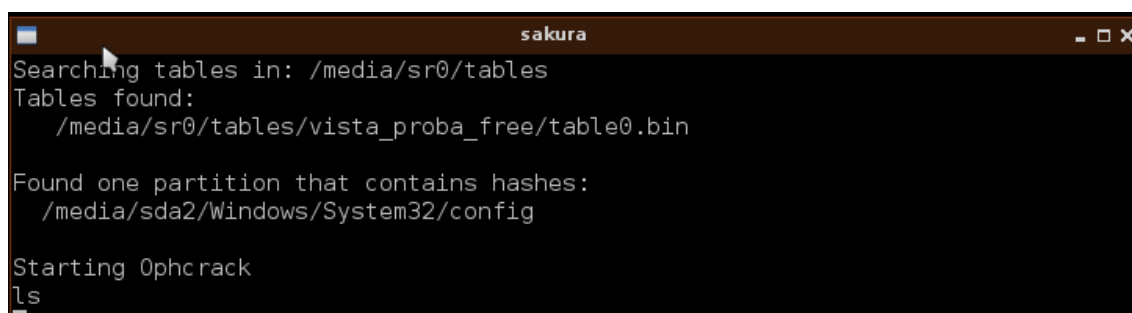 sakura
Searching tables in: /media/sr0/tables
Tables found:
/media/sr0/tables/vista_proba_free/table0.bin
Found one partition that contains hashes:
/media/sda2/Windows/System32/config
Starting Ophcrack
ls